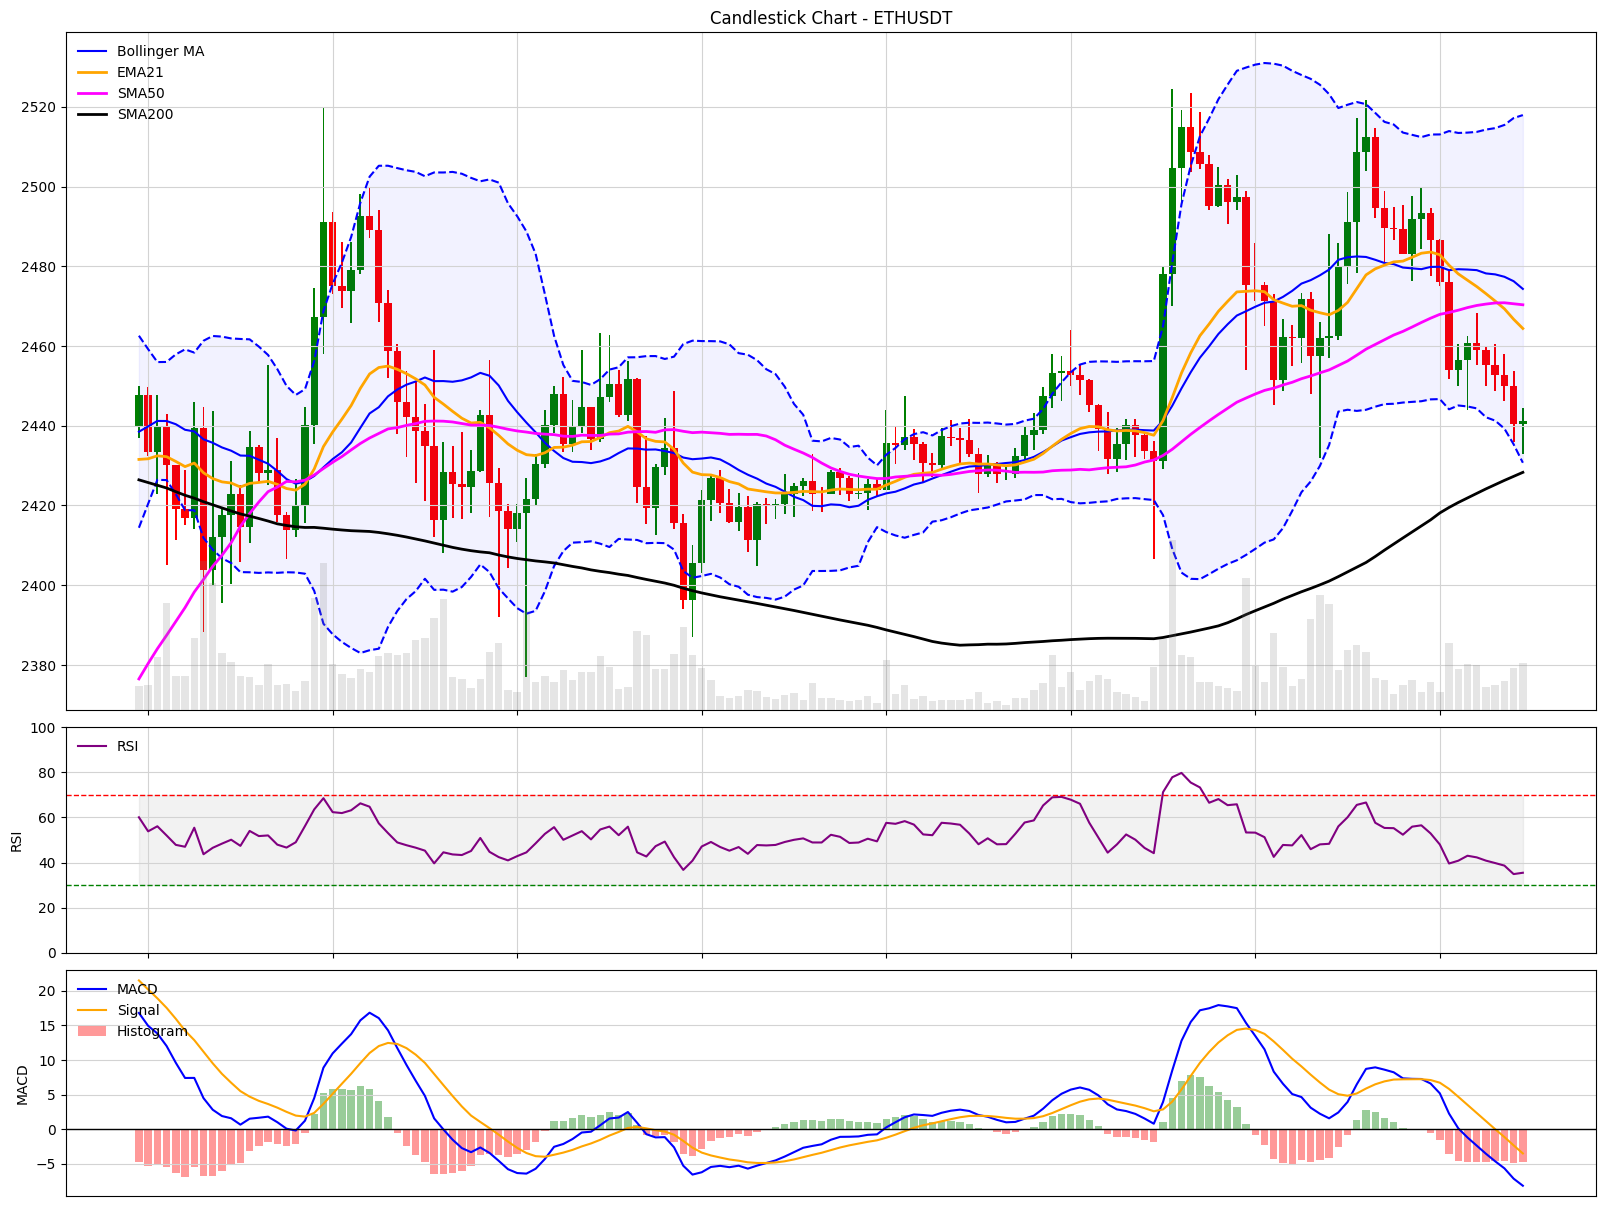 Candlestick Chart - ETHUSDT
Bollinger MA
EMA21
SMA50
SMA200
2520
2500
2480
2460
2440
2420
2400
2380
100
80
60
40
20
0
RSI
RSI
20
15
10
5
0
−5
MACD
MACD
Signal
Histogram